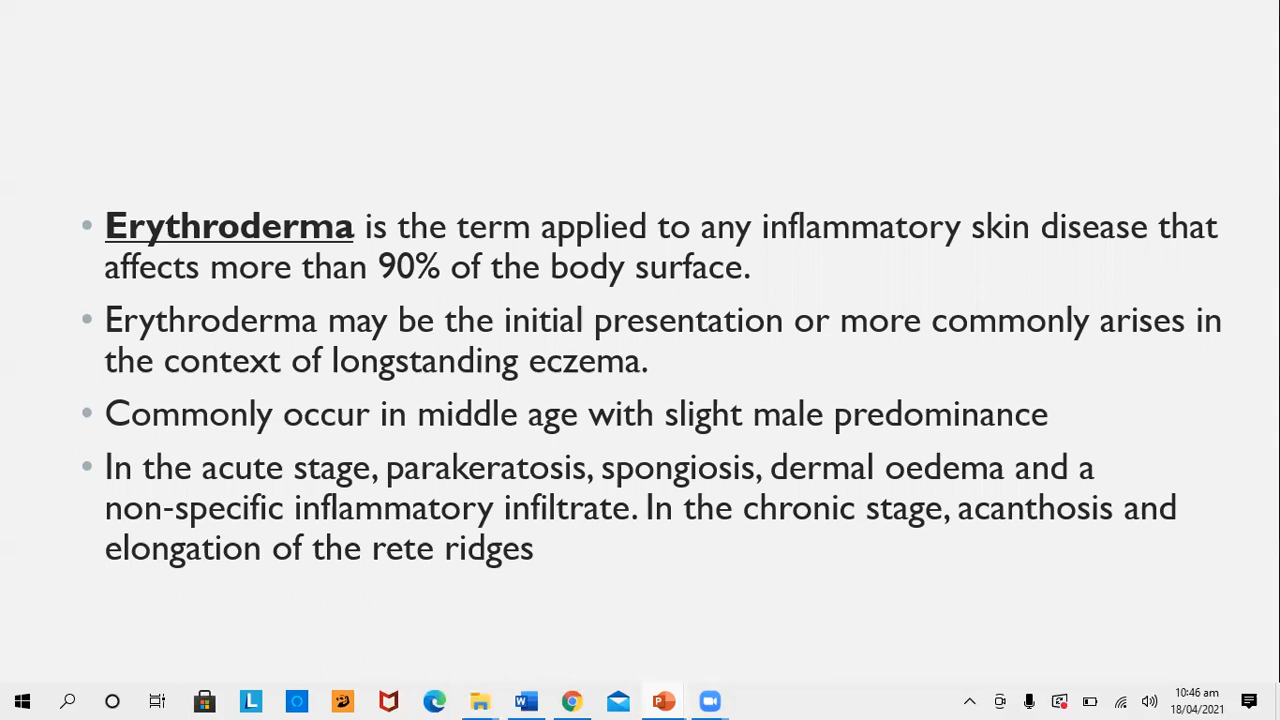 • Erythroderma is the term applied to any inflammatory skin disease that
affects more than 90% of the body surface.
• Erythroderma may be the initial presentation or more commonly arises in
the context of longstanding eczema.
• Commonly occur in middle age with slight male predominance
• In the acute stage, parakeratosis, spongiosis, dermal oedema and a
non-specific inflammatory infiltrate. In the chronic stage, acanthosis and
elongation of the rete ridges
L W P
10:46 am
18/04/2021